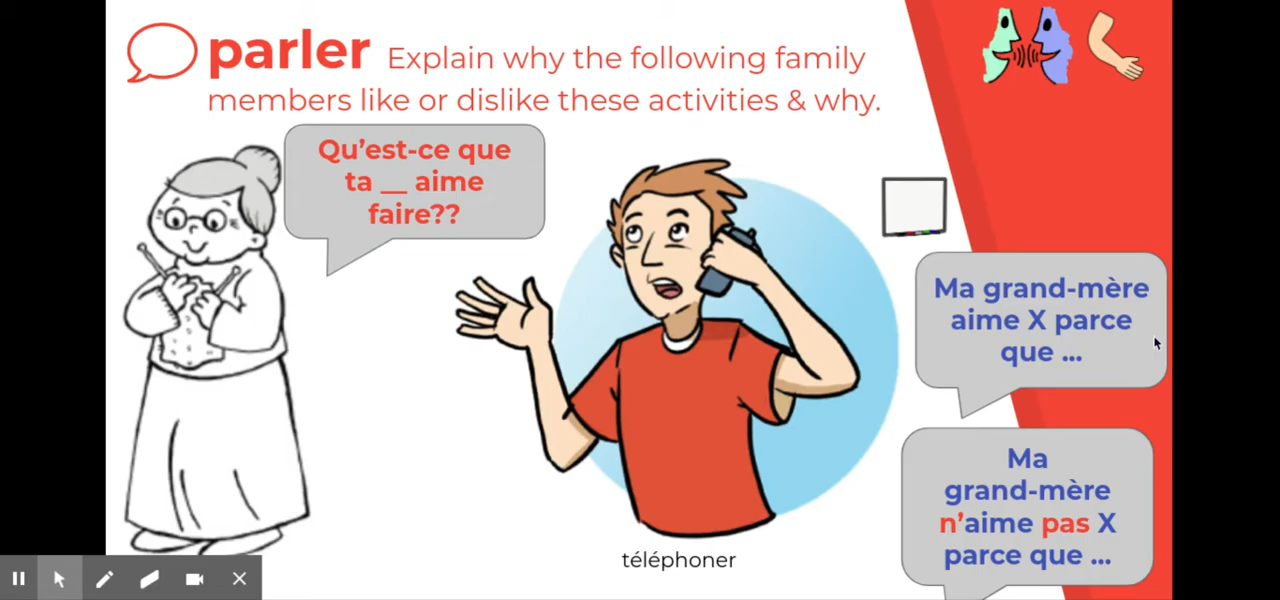 parler Explain why the following family
members like or dislike these activities & why.
Qu’est-ce que
ta __ aime
faire??
Ma grand-mère
aime X parce
que ...
Ma
grand-mère
n’aime pas X
parce que ...
téléphoner